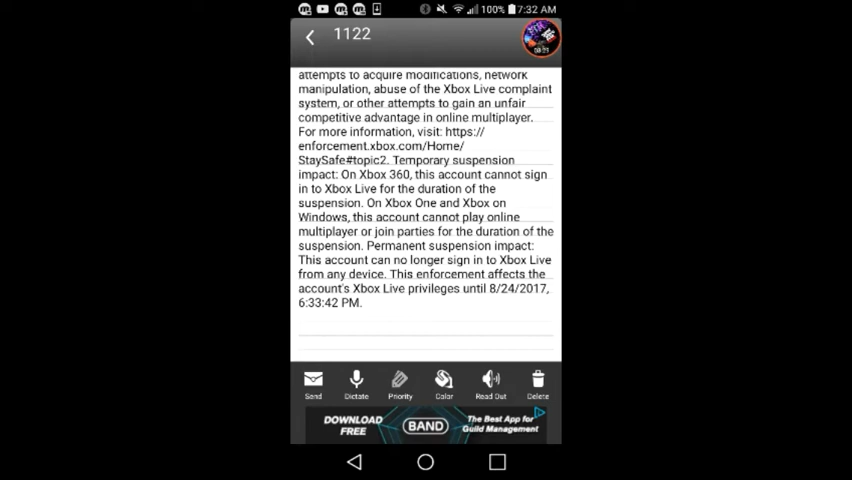 100% 7:32 AM
1122
attempts to acquire modifications, network
manipulation, abuse of the Xbox Live complaint
system, or other attempts to gain an unfair
competitive advantage in online multiplayer.
For more information, visit: https://
enforcement.xbox.com/Home/
StaySafe#topic2. Temporary suspension
impact: On Xbox 360, this account cannot sign
in to Xbox Live for the duration of the
suspension. On Xbox One and Xbox on
Windows, this account cannot play online
multiplayer or join parties for the duration of the
suspension. Permanent suspension impact:
This account can no longer sign in to Xbox Live
from any device. This enforcement affects the
account's Xbox Live privileges until 8/24/2017,
6:33:42 PM.
Send Dictate Priority Color Read Out Delete
DOWNLOAD FREE
BAND
The Best App for
Guild Management